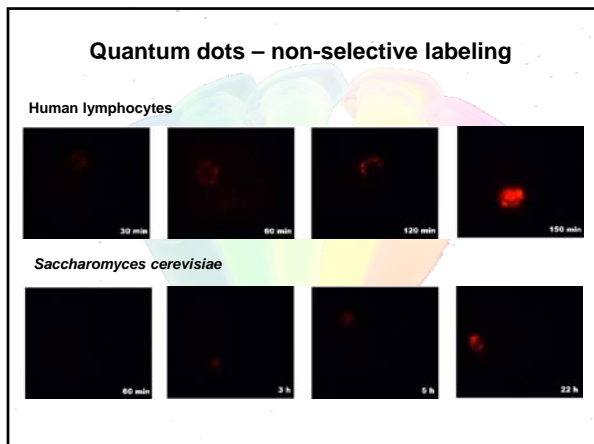 Quantum dots – non-selective labeling
Human lymphocytes
30 min
60 min
120 min
150 min
Saccharomyces cerevisiae
60 min
3 h
5 h
22 h